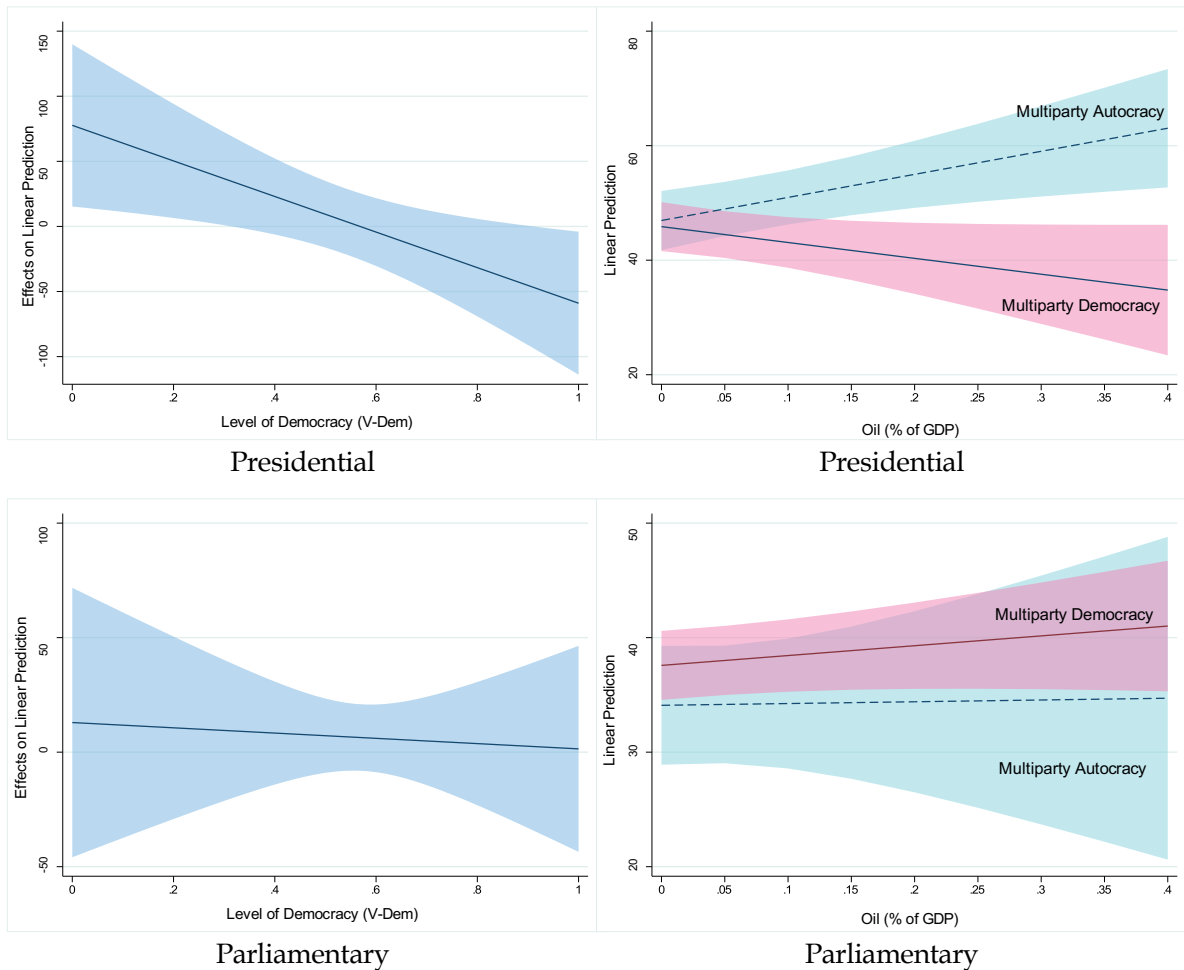 Effects on Linear Prediction
150
100
50
0
-50
-100
0 .2 .4 .6 .8 1
Level of Democracy (V-Dem)
Presidential
Linear Prediction
80
60
40
20
Multiparty Autocracy
Multiparty Democracy
0 .05 .1 .15 .2 .25 .3 .35 .4
Oil (% of GDP)
Presidential
Effects on Linear Prediction
100
50
0
-50
0 .2 .4 .6 .8 1
Level of Democracy (V-Dem)
Parliamentary
Linear Prediction
50
40
30
20
Multiparty Democracy
Multiparty Autocracy
0 .05 .1 .15 .2 .25 .3 .35 .4
Oil (% of GDP)
Parliamentary